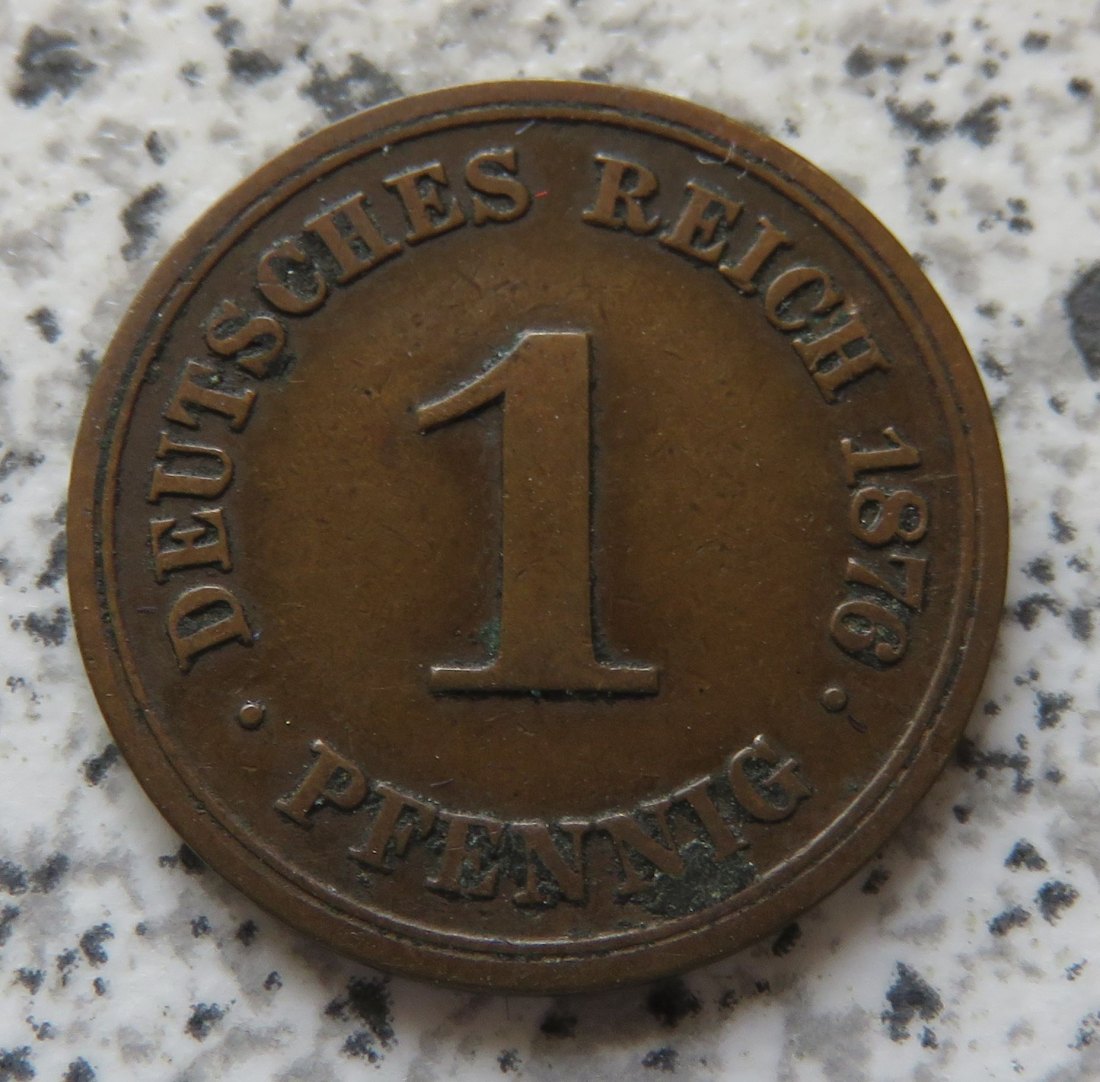 DEUTSCHES REICH 1876
1
· PFENNIG ·